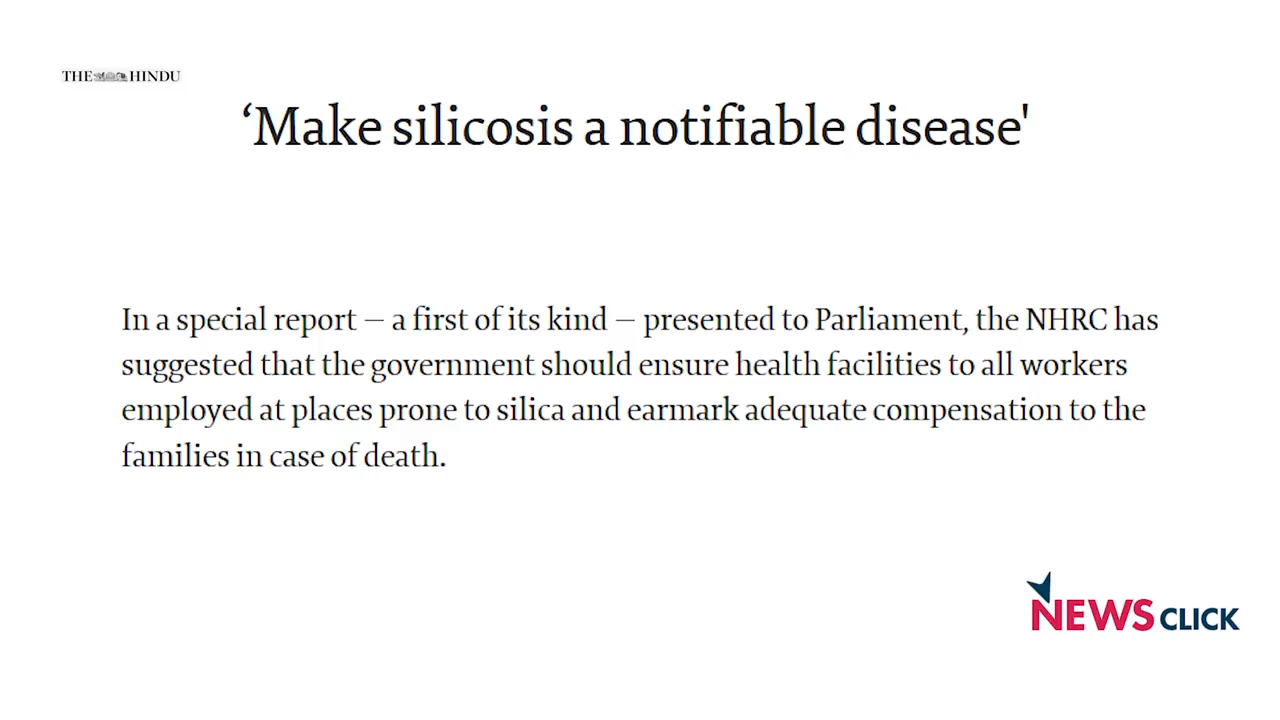 THE HINDU
‘Make silicosis a notifiable disease'
In a special report — a first of its kind — presented to Parliament, the NHRC has
suggested that the government should ensure health facilities to all workers
employed at places prone to silica and earmark adequate compensation to the
families in case of death.
NEWSCLICK